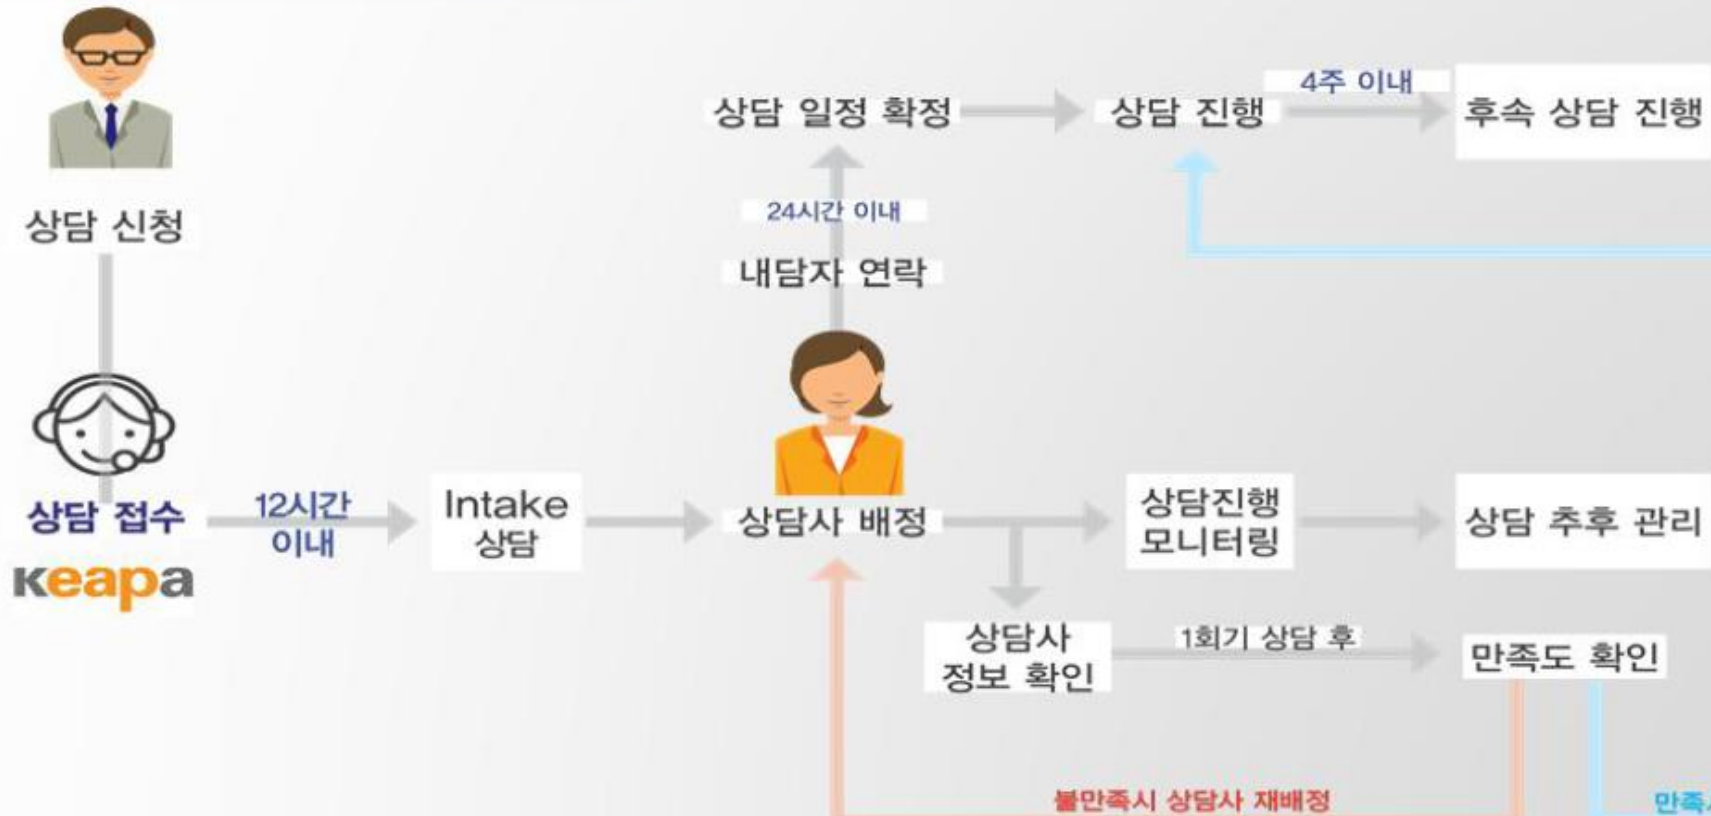 상담 신청
상담 접수
keapa
12시간
이내
Intake
상담
상담사 배정
내담자 연락
24시간 이내
상담 일정 확정
상담 진행
4주 이내
후속 상담 진행
상담진행
모니터링
상담 추후 관리
상담사
정보 확인
1회기 상담 후
만족도 확인
불만족시 상담사 재배정